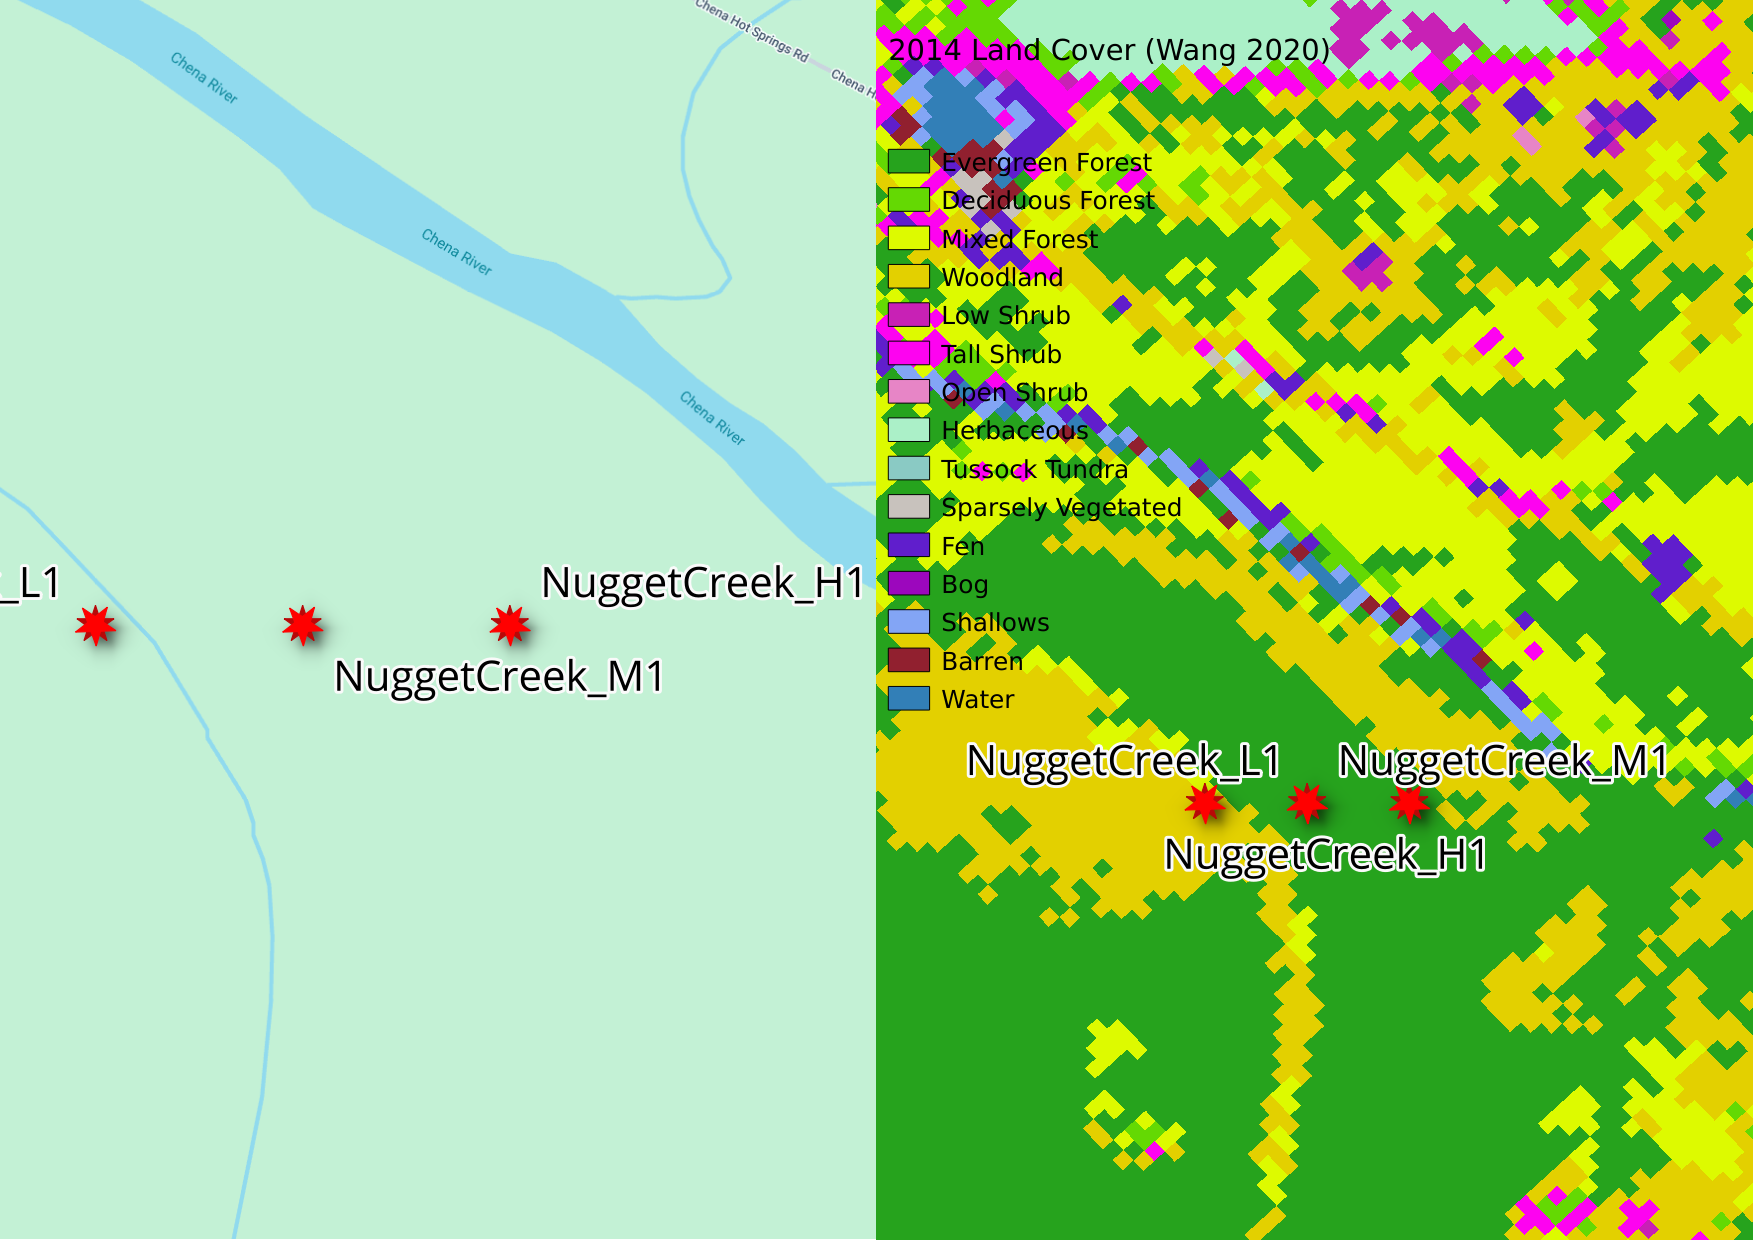 Chena Hot Springs Rd
Chena H
Chena River
Chena River
Chena River
_L1
NuggetCreek_H1
NuggetCreek_M1
2014 Land Cover (Wang 2020)
Evergreen Forest
Deciduous Forest
Mixed Forest
Woodland
Low Shrub
Tall Shrub
Open Shrub
Herbaceous
Tussock Tundra
Sparsely Vegetated
Fen
Bog
Shallows
Barren
Water
NuggetCreek_L1
NuggetCreek_M1
NuggetCreek_H1